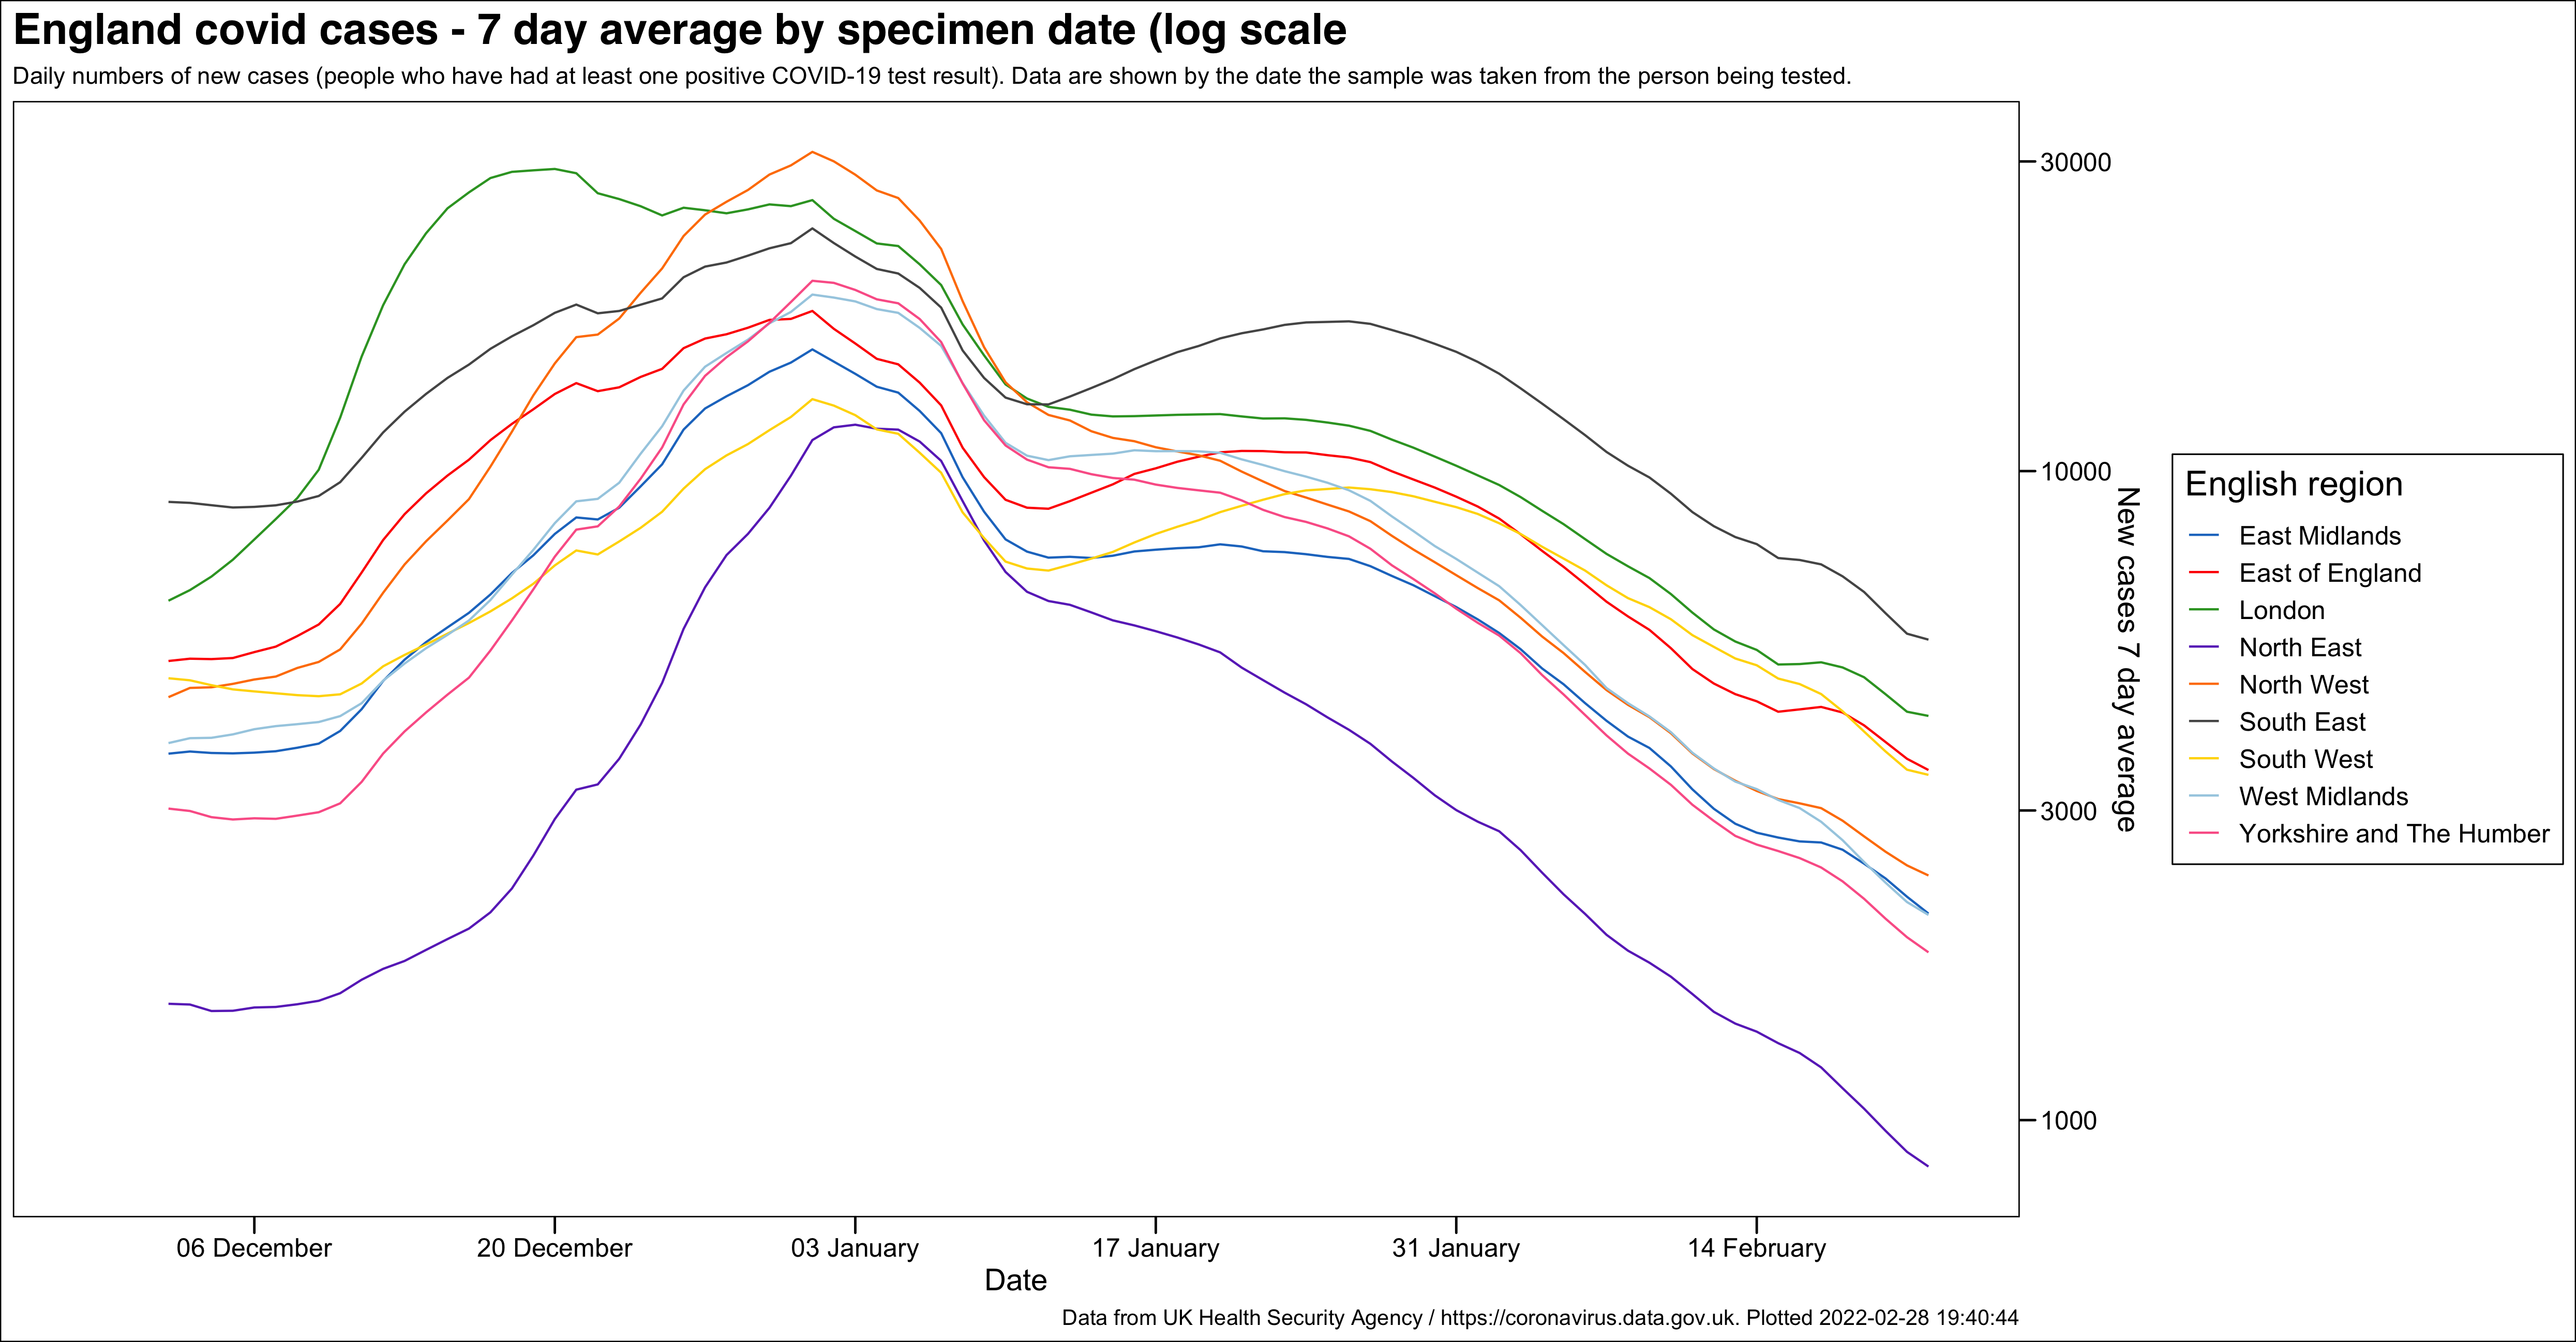 England covid cases - 7 day average by specimen date (log scale
Daily numbers of new cases (people who have had at least one positive COVID-19 test result). Data are shown by the date the sample was taken from the person being tested.
30000
10000
3000
1000
New cases 7 day average
English region
East Midlands
East of England
London
North East
North West
South East
South West
West Midlands
Yorkshire and The Humber
06 December
20 December
03 January
17 January
31 January
14 February
Date
Data from UK Health Security Agency / https://coronavirus.data.gov.uk. Plotted 2022-02-28 19:40:44